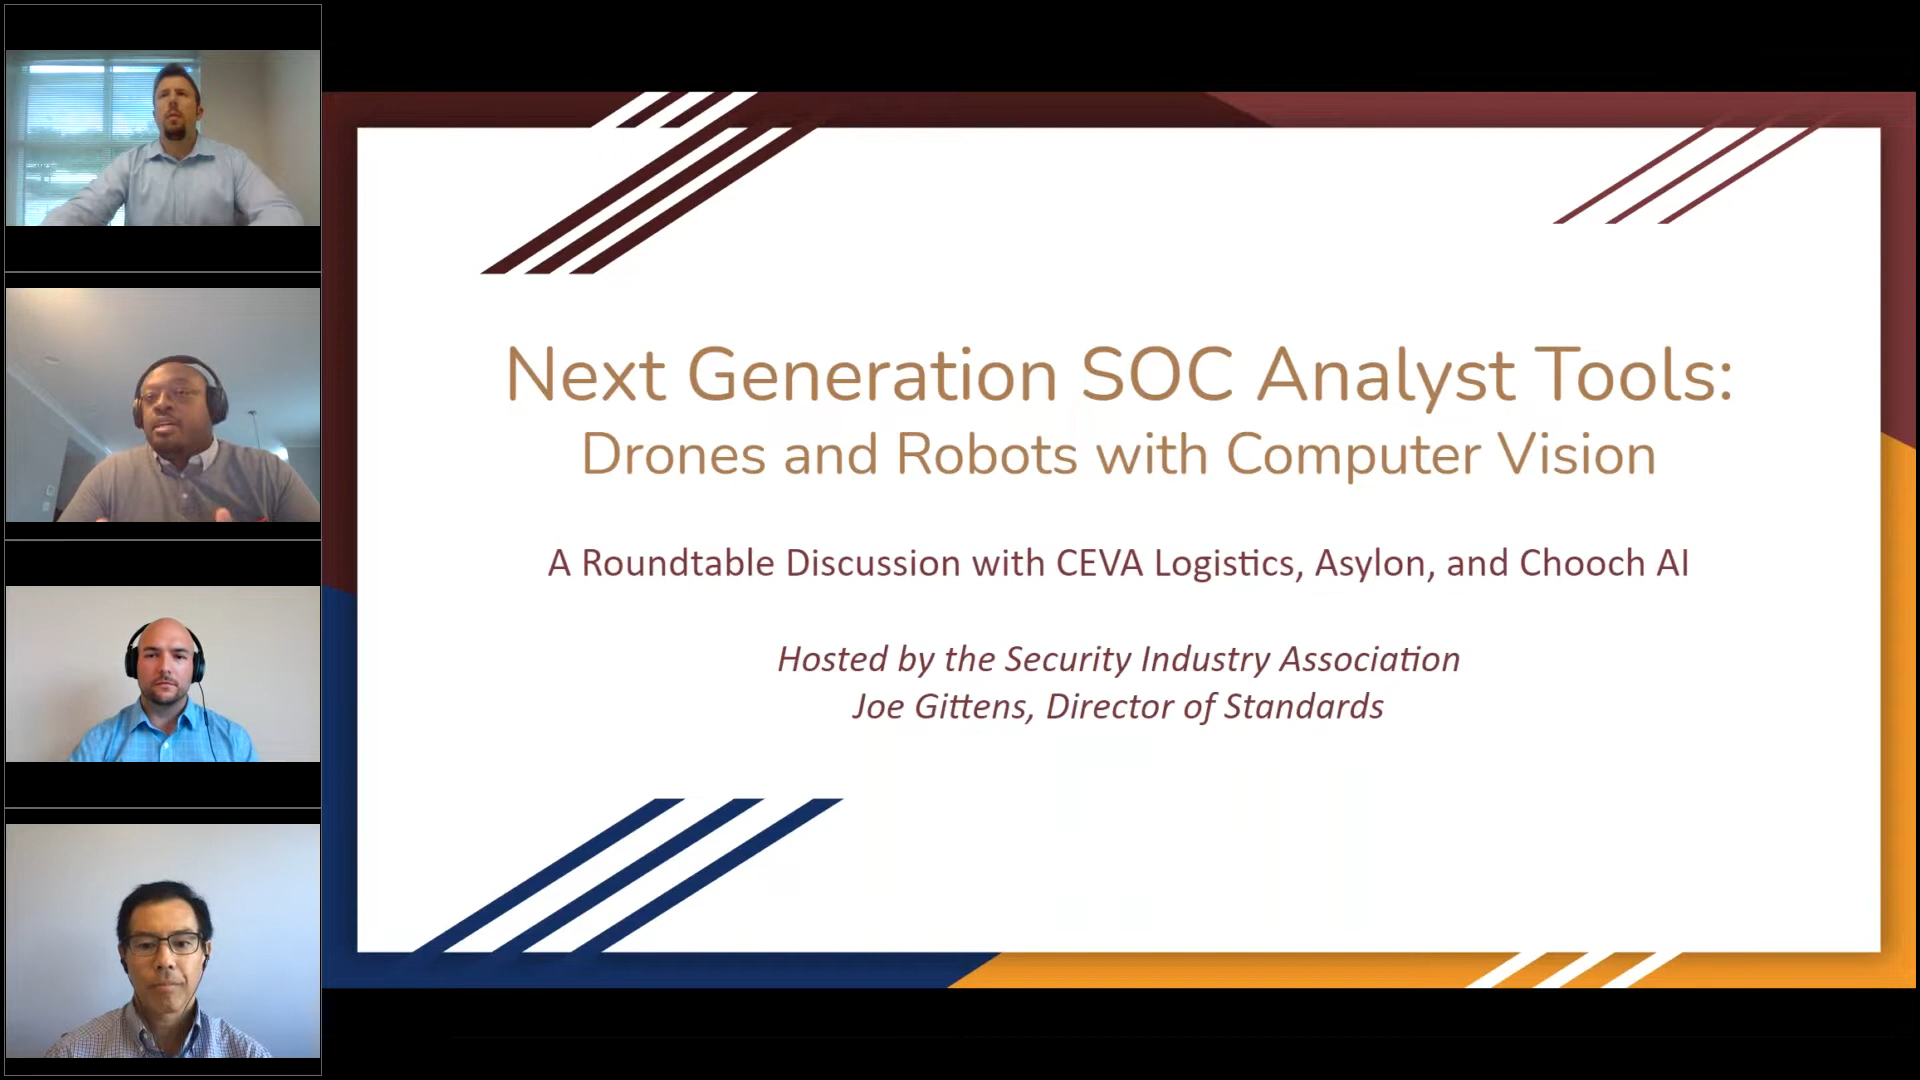 Next Generation SOC Analyst Tools:
Drones and Robots with Computer Vision
A Roundtable Discussion with CEVA Logistics, Asylon, and Chooch AI
Hosted by the Security Industry Association
Joe Gittens, Director of Standards